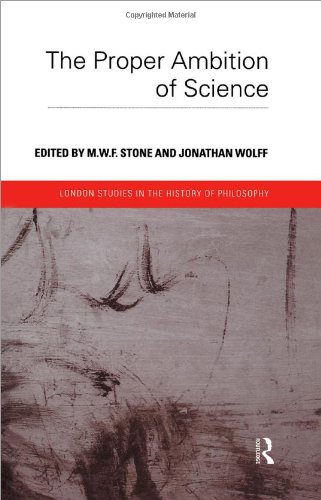 Copyrighted Material
The Proper Ambition
of Science
EDITED BY M.W.F. STONE AND JONATHAN WOLFF
LONDON STUDIES IN THE HISTORY OF PHILOSOPHY
ROUTLEDGE